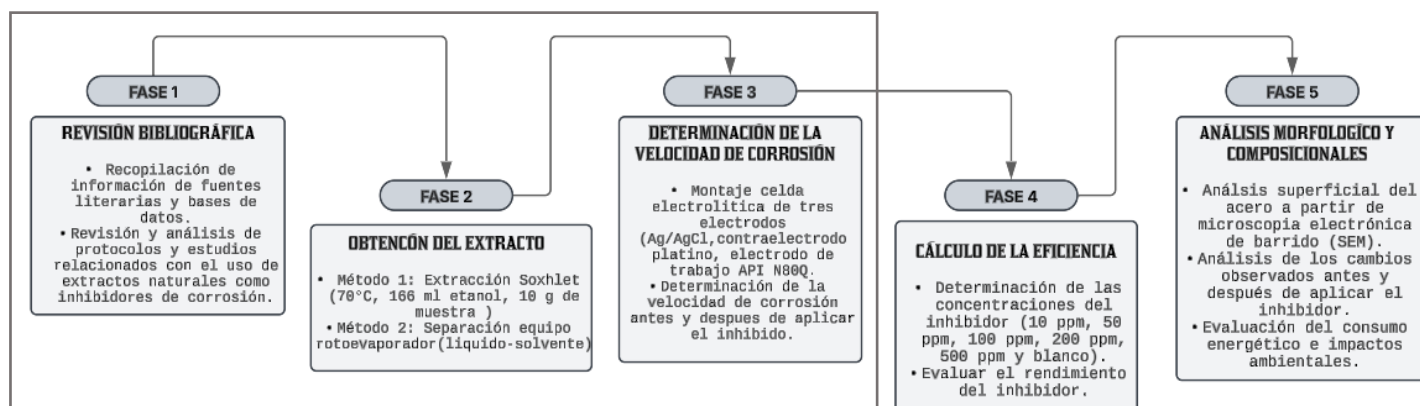 FASE 1
REVISIÓN BIBLIOGRÁFICA
• Recopilación de
información de fuentes
literarias y bases de
datos.
• Revisión y análisis de
protocolos y estudios
relacionados con el uso de
extractos naturales como
inhibidores de corrosión.
FASE 2
OBTENCÓN DEL EXTRACTO
• Método 1: Extracción Soxhlet
(70°C, 166 ml etanol, 10 g de
muestra )
• Método 2: Separación equipo
rotoevaporador(liquido-solvente)
FASE 3
DETERMINACIÓN DE LA
VELOCIDAD DE CORROSIÓN
• Montaje celda
electrolitica de tres
electrodos
(Ag/AgCl,contraelectrodo
platino, electrodo de
trabajo API N80Q.
• Determinación de la
velocidad de corrosión
antes y despues de aplicar
el inhibido.
FASE 4
CÁLCULO DE LA EFICIENCIA
• Determinación de las
concentraciones del
inhibidor (10 ppm, 50
ppm, 100 ppm, 200 ppm,
500 ppm y blanco).
• Evaluar el rendimiento
del inhibidor.
FASE 5
ANÁLISIS MORFOLOGÍCO Y
COMPOSICIONALES
• Análsis superficial del
acero a partir de
microscopia electrónica
de barrido (SEM).
• Análisis de los cambios
observados antes y
después de aplicar el
inhibidor.
• Evaluación del consumo
energético e impactos
ambientales.